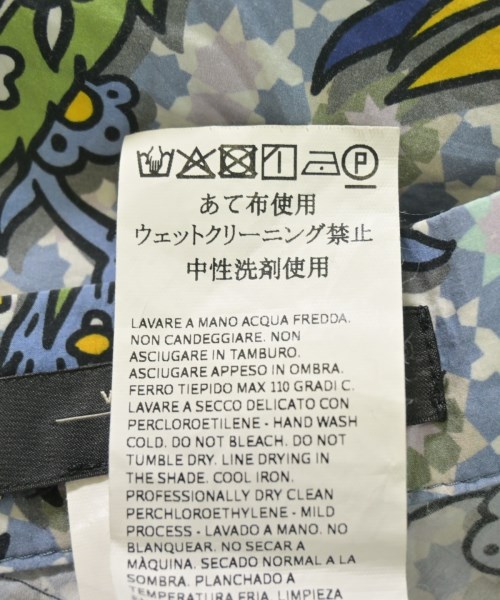 P
あて布使用
ウェットクリーニング禁止
中性洗剤使用
LAVARE A MANO ACQUA FREDDA.
NON CANDEGGIARE. NON
ASCIUGARE IN TAMBURO.
ASCIUGARE APPESO IN OMBRA.
FERRO TIEPIDO MAX 110 GRADI C.
LAVARE A SECCO DELICATO CON
PERCLOROETILENE - HAND WASH
COLD. DO NOT BLEACH. DO NOT
TUMBLE DRY. LINE DRYING IN
THE SHADE. COOL IRON.
PROFESSIONALLY DRY CLEAN
PERCHLOROETHYLENE - MILD
PROCESS - LAVADO A MANO. NO
BLANQUEAR. NO SECAR A
MÀQUINA. SECADO NORMAL A LA
SOMBRA. PLANCHADO A
TEMPERATURA FRIA. LIMPIEZA